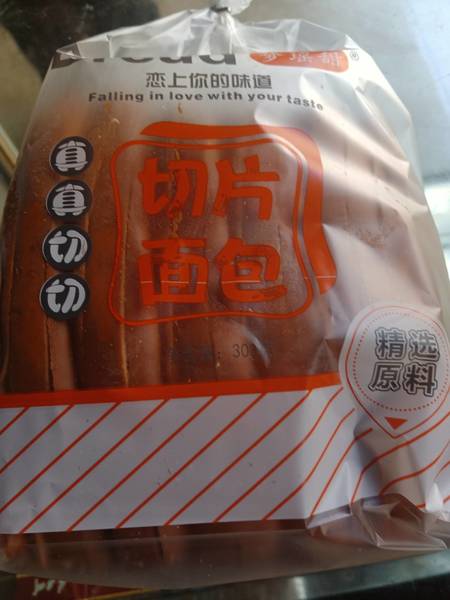 恋上你的味道
Falling in love with your taste
真真切切
切片
面包
精选
原料